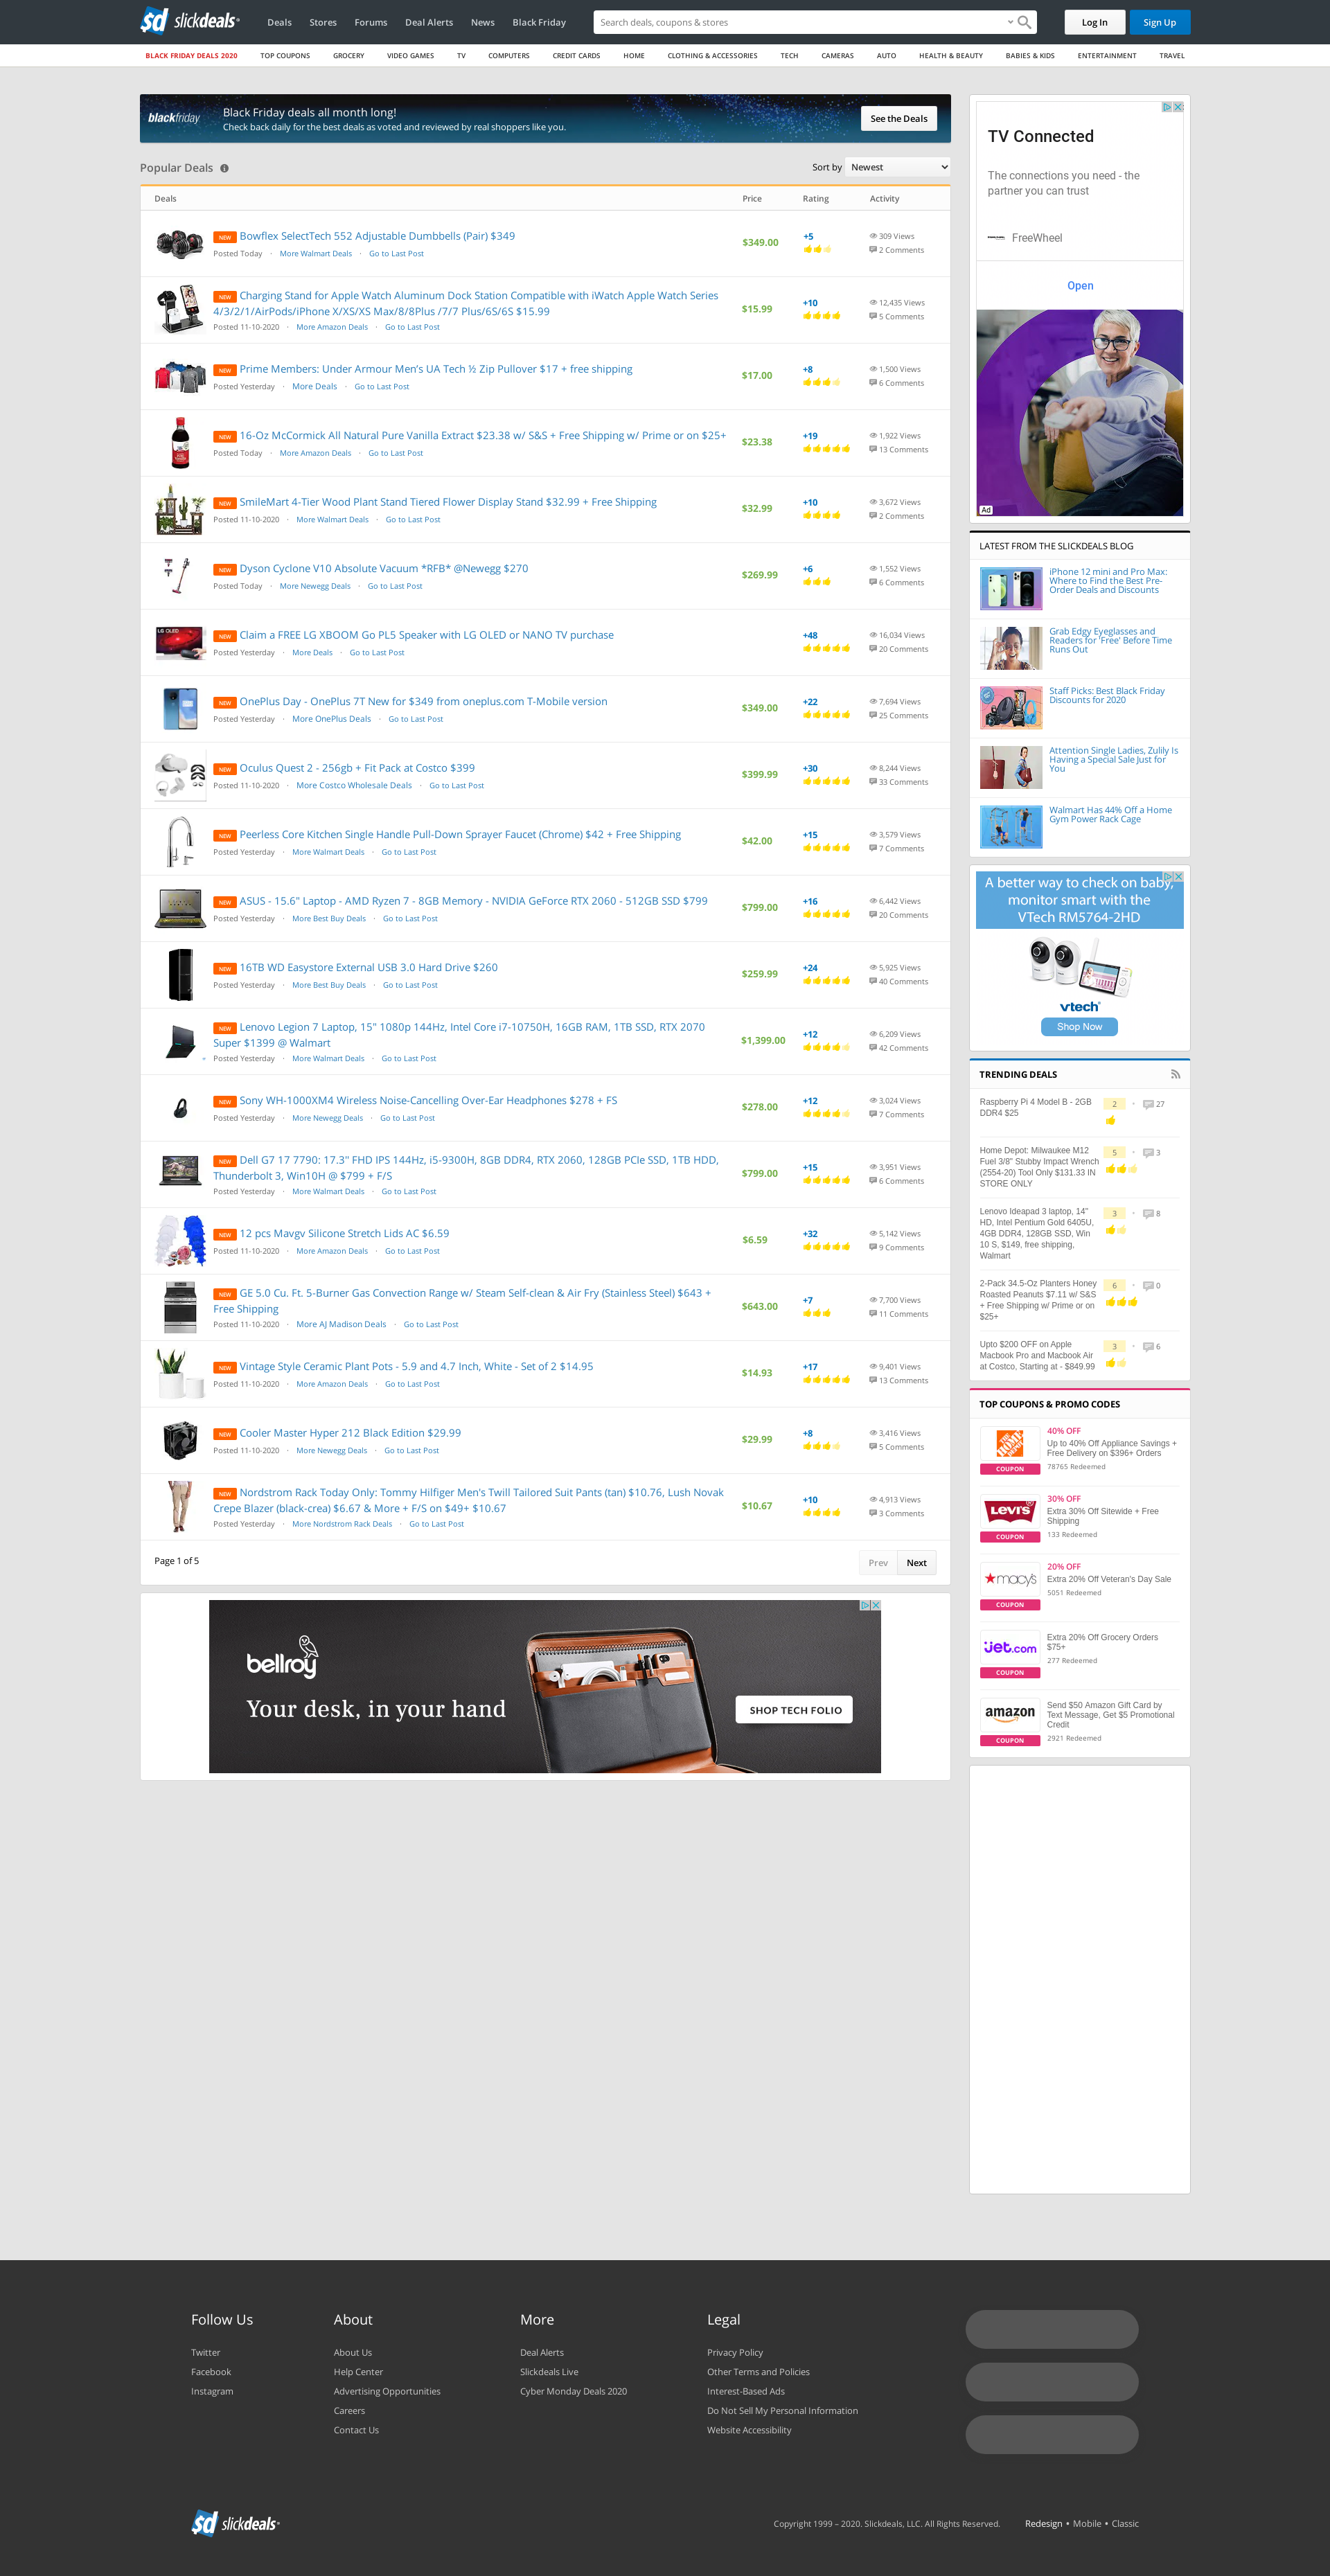 slickdeals
Deals Stores Forums Deal Alerts News Black Friday
Search deals, coupons & stores
Log In
Sign Up
BLACK FRIDAY DEALS 2020 TOP COUPONS GROCERY VIDEO GAMES TV COMPUTERS CREDIT CARDS HOME CLOTHING & ACCESSORIES TECH CAMERAS AUTO HEALTH & BEAUTY BABIES & KIDS ENTERTAINMENT TRAVEL
blackfriday
Black Friday deals all month long!
Check back daily for the best deals as voted and reviewed by real shoppers like you.
See the Deals
Popular Deals
Sort by Newest
Deals Price Rating Activity
NEW Bowflex SelectTech 552 Adjustable Dumbbells (Pair) $349
Posted Today · More Walmart Deals · Go to Last Post
$349.00
+5
309 Views
2 Comments
NEW Charging Stand for Apple Watch Aluminum Dock Station Compatible with iWatch Apple Watch Series
4/3/2/1/AirPods/iPhone X/XS/XS Max/8/8Plus /7/7 Plus/6S/6S $15.99
Posted 11-10-2020 · More Amazon Deals · Go to Last Post
$15.99
+10
12,435 Views
5 Comments
NEW Prime Members: Under Armour Men's UA Tech ½ Zip Pullover $17 + free shipping
Posted Yesterday · More Deals · Go to Last Post
$17.00
+8
1,500 Views
6 Comments
NEW 16-Oz McCormick All Natural Pure Vanilla Extract $23.38 w/ S&S + Free Shipping w/ Prime or on $25+
Posted Today · More Amazon Deals · Go to Last Post
$23.38
+19
1,922 Views
13 Comments
NEW SmileMart 4-Tier Wood Plant Stand Tiered Flower Display Stand $32.99 + Free Shipping
Posted 11-10-2020 · More Walmart Deals · Go to Last Post
$32.99
+10
3,672 Views
2 Comments
NEW Dyson Cyclone V10 Absolute Vacuum *RFB* @Newegg $270
Posted Today · More Newegg Deals · Go to Last Post
$269.99
+6
1,552 Views
6 Comments
LG OLED
NEW Claim a FREE LG XBOOM Go PL5 Speaker with LG OLED or NANO TV purchase
Posted Yesterday · More Deals · Go to Last Post
+48
16,034 Views
20 Comments
NEW OnePlus Day - OnePlus 7T New for $349 from oneplus.com T-Mobile version
Posted Yesterday · More OnePlus Deals · Go to Last Post
$349.00
+22
7,694 Views
25 Comments
NEW Oculus Quest 2 - 256gb + Fit Pack at Costco $399
Posted 11-10-2020 · More Costco Wholesale Deals · Go to Last Post
$399.99
+30
8,244 Views
33 Comments
NEW Peerless Core Kitchen Single Handle Pull-Down Sprayer Faucet (Chrome) $42 + Free Shipping
Posted Yesterday · More Walmart Deals · Go to Last Post
$42.00
+15
3,579 Views
7 Comments
NEW ASUS - 15.6" Laptop - AMD Ryzen 7 - 8GB Memory - NVIDIA GeForce RTX 2060 - 512GB SSD $799
Posted Yesterday · More Best Buy Deals · Go to Last Post
$799.00
+16
6,442 Views
20 Comments
NEW 16TB WD Easystore External USB 3.0 Hard Drive $260
Posted Yesterday · More Best Buy Deals · Go to Last Post
$259.99
+24
5,925 Views
40 Comments
NEW Lenovo Legion 7 Laptop, 15" 1080p 144Hz, Intel Core i7-10750H, 16GB RAM, 1TB SSD, RTX 2070
Super $1399 @ Walmart
Posted Yesterday · More Walmart Deals · Go to Last Post
$1,399.00
+12
6,209 Views
42 Comments
NEW Sony WH-1000XM4 Wireless Noise-Cancelling Over-Ear Headphones $278 + FS
Posted Yesterday · More Newegg Deals · Go to Last Post
$278.00
+12
3,024 Views
7 Comments
NEW Dell G7 17 7790: 17.3'' FHD IPS 144Hz, i5-9300H, 8GB DDR4, RTX 2060, 128GB PCIe SSD, 1TB HDD,
Thunderbolt 3, Win10H @ $799 + F/S
Posted Yesterday · More Walmart Deals · Go to Last Post
$799.00
+15
3,951 Views
6 Comments
NEW 12 pcs Mavgv Silicone Stretch Lids AC $6.59
Posted 11-10-2020 · More Amazon Deals · Go to Last Post
$6.59
+32
5,142 Views
9 Comments
NEW GE 5.0 Cu. Ft. 5-Burner Gas Convection Range w/ Steam Self-clean & Air Fry (Stainless Steel) $643 +
Free Shipping
Posted 11-10-2020 · More AJ Madison Deals · Go to Last Post
$643.00
+7
7,700 Views
11 Comments
NEW Vintage Style Ceramic Plant Pots - 5.9 and 4.7 Inch, White - Set of 2 $14.95
Posted 11-10-2020 · More Amazon Deals · Go to Last Post
$14.93
+17
9,401 Views
13 Comments
NEW Cooler Master Hyper 212 Black Edition $29.99
Posted 11-10-2020 · More Newegg Deals · Go to Last Post
$29.99
+8
3,416 Views
5 Comments
NEW Nordstrom Rack Today Only: Tommy Hilfiger Men's Twill Tailored Suit Pants (tan) $10.76, Lush Novak
Crepe Blazer (black-crea) $6.67 & More + F/S on $49+ $10.67
Posted Yesterday · More Nordstrom Rack Deals · Go to Last Post
$10.67
+10
4,913 Views
3 Comments
Page 1 of 5
Prev Next
bellroy
Your desk, in your hand
SHOP TECH FOLIO
TV Connected
The connections you need - the
partner you can trust
FreeWheel
Open
Ad
LATEST FROM THE SLICKDEALS BLOG
iPhone 12 mini and Pro Max:
Where to Find the Best Pre-
Order Deals and Discounts
Grab Edgy Eyeglasses and
Readers for 'Free' Before Time
Runs Out
Staff Picks: Best Black Friday
Discounts for 2020
Attention Single Ladies, Zulily Is
Having a Special Sale Just for
You
Walmart Has 44% Off a Home
Gym Power Rack Cage
A better way to check on baby,
monitor smart with the
VTech RM5764-2HD
vtech
Shop Now
TRENDING DEALS
Raspberry Pi 4 Model B - 2GB
DDR4 $25
2 · 27
Home Depot: Milwaukee M12
Fuel 3/8" Stubby Impact Wrench
(2554-20) Tool Only $131.33 IN
STORE ONLY
5 · 3
Lenovo Ideapad 3 laptop, 14"
HD, Intel Pentium Gold 6405U,
4GB DDR4, 128GB SSD, Win
10 S, $149, free shipping,
Walmart
3 · 8
2-Pack 34.5-Oz Planters Honey
Roasted Peanuts $7.11 w/ S&S
+ Free Shipping w/ Prime or on
$25+
6 · 0
Upto $200 OFF on Apple
Macbook Pro and Macbook Air
at Costco, Starting at - $849.99
3 · 6
TOP COUPONS & PROMO CODES
COUPON
40% OFF
Up to 40% Off Appliance Savings +
Free Delivery on $396+ Orders
78765 Redeemed
LEVI'S
COUPON
30% OFF
Extra 30% Off Sitewide + Free
Shipping
133 Redeemed
macy's
COUPON
20% OFF
Extra 20% Off Veteran's Day Sale
5051 Redeemed
jet.com
COUPON
Extra 20% Off Grocery Orders
$75+
277 Redeemed
amazon
COUPON
Send $50 Amazon Gift Card by
Text Message, Get $5 Promotional
Credit
2921 Redeemed
Follow Us
Twitter
Facebook
Instagram
About
About Us
Help Center
Advertising Opportunities
Careers
Contact Us
More
Deal Alerts
Slickdeals Live
Cyber Monday Deals 2020
Legal
Privacy Policy
Other Terms and Policies
Interest-Based Ads
Do Not Sell My Personal Information
Website Accessibility
slickdeals
Copyright 1999 – 2020. Slickdeals, LLC. All Rights Reserved.
Redesign • Mobile • Classic